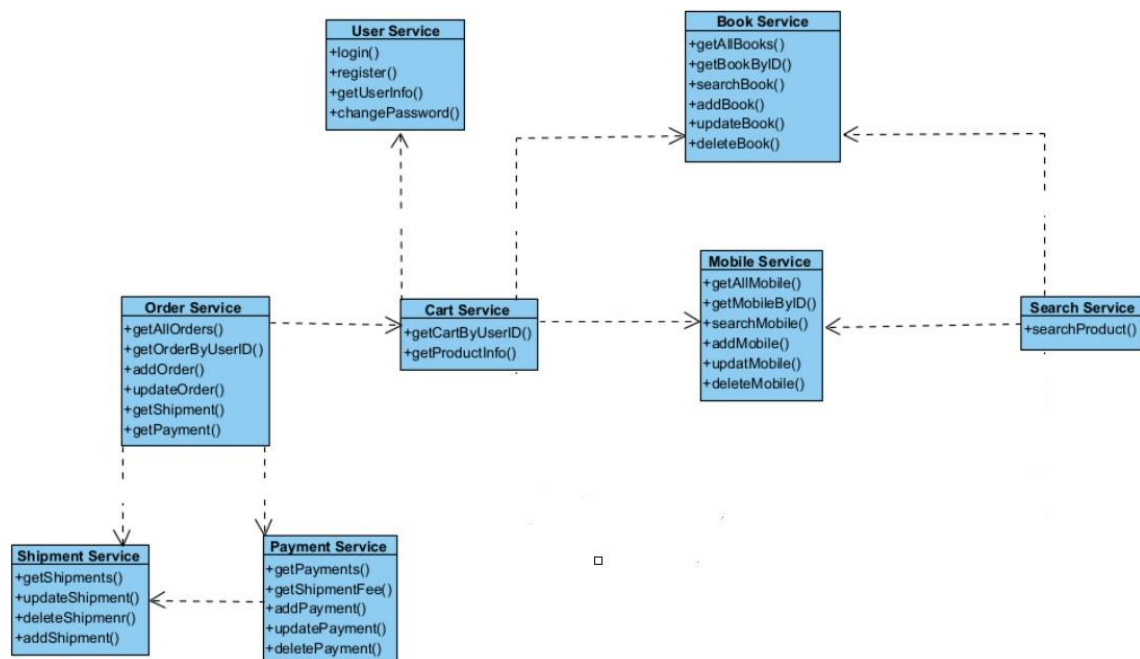 User Service
+login()
+register()
+getUserInfo()
+changePassword()
Book Service
+getAllBooks()
+getBookByID()
+searchBook()
+addBook()
+updateBook()
+deleteBook()
Order Service
+getAllOrders()
+getOrderByUserID()
+addOrder()
+updateOrder()
+getShipment()
+getPayment()
Cart Service
+getCartByUserID()
+getProductInfo()
Mobile Service
+getAllMobile()
+getMobileByID()
+searchMobile()
+addMobile()
+updatMobile()
+deleteMobile()
Search Service
+searchProduct()
Shipment Service
+getShipments()
+updateShipment()
+deleteShipmenr()
+addShipment()
Payment Service
+getPayments()
+getShipmentFee()
+addPayment()
+updatePayment()
+deletePayment()